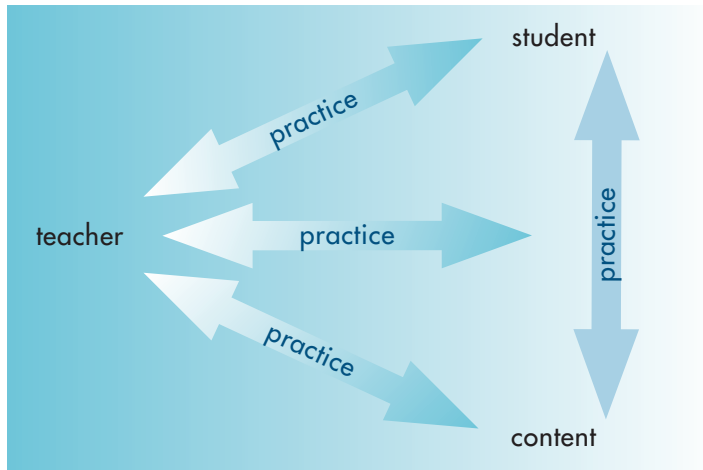 student
practice
teacher
practice
practice
practice
content